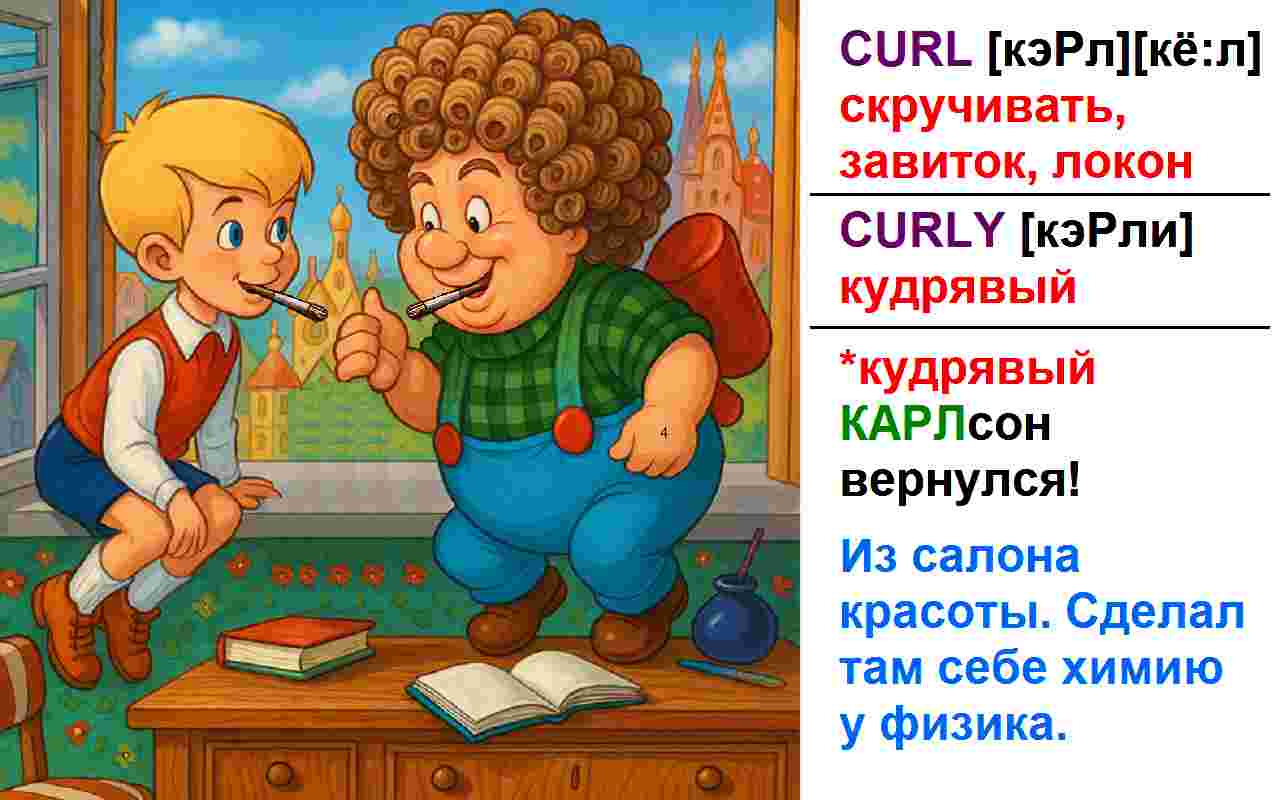 CURL [кэРл][кё:л]
скручивать,
завиток, локон
CURLY [кэРли]
кудрявый
*кудрявый
КАРЛсон
вернулся!
Из салона
красоты. Сделал
там себе химию
у физика.
4